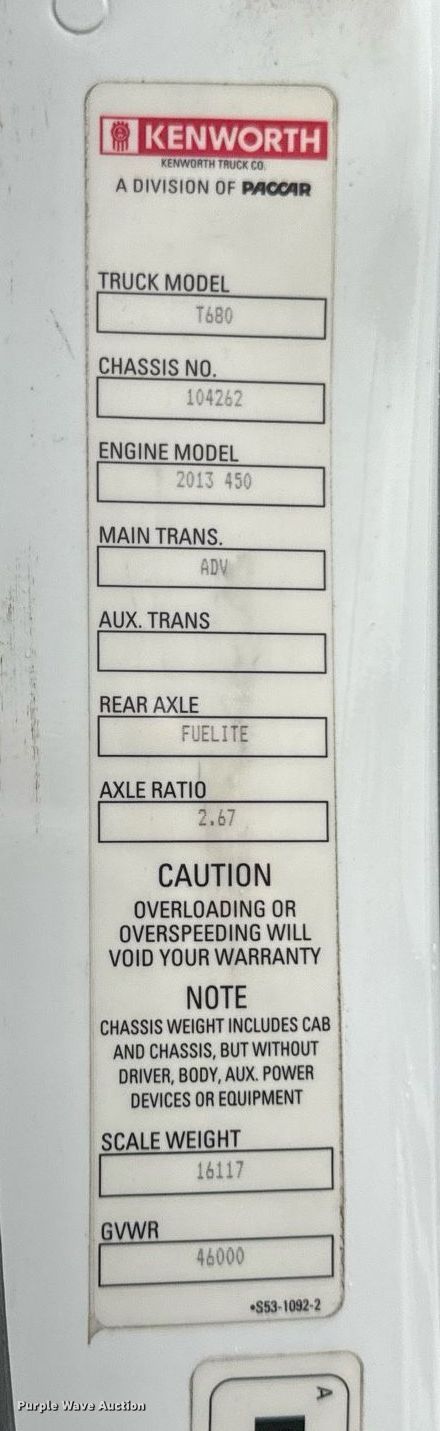 KENWORTH
KENWORTH TRUCK CO.
A DIVISION OF PACCAR
TRUCK MODEL
T680
CHASSIS NO.
104262
ENGINE MODEL
2013 450
MAIN TRANS.
ADV
AUX. TRANS
REAR AXLE
FUELITE
AXLE RATIO
2.67
CAUTION
OVERLOADING OR
OVERSPEEDING WILL
VOID YOUR WARRANTY
NOTE
CHASSIS WEIGHT INCLUDES CAB
AND CHASSIS, BUT WITHOUT
DRIVER, BODY, AUX. POWER
DEVICES OR EQUIPMENT
SCALE WEIGHT
16117
GVWR
46000
•S53-1092-2
A
Purple Wave Auction